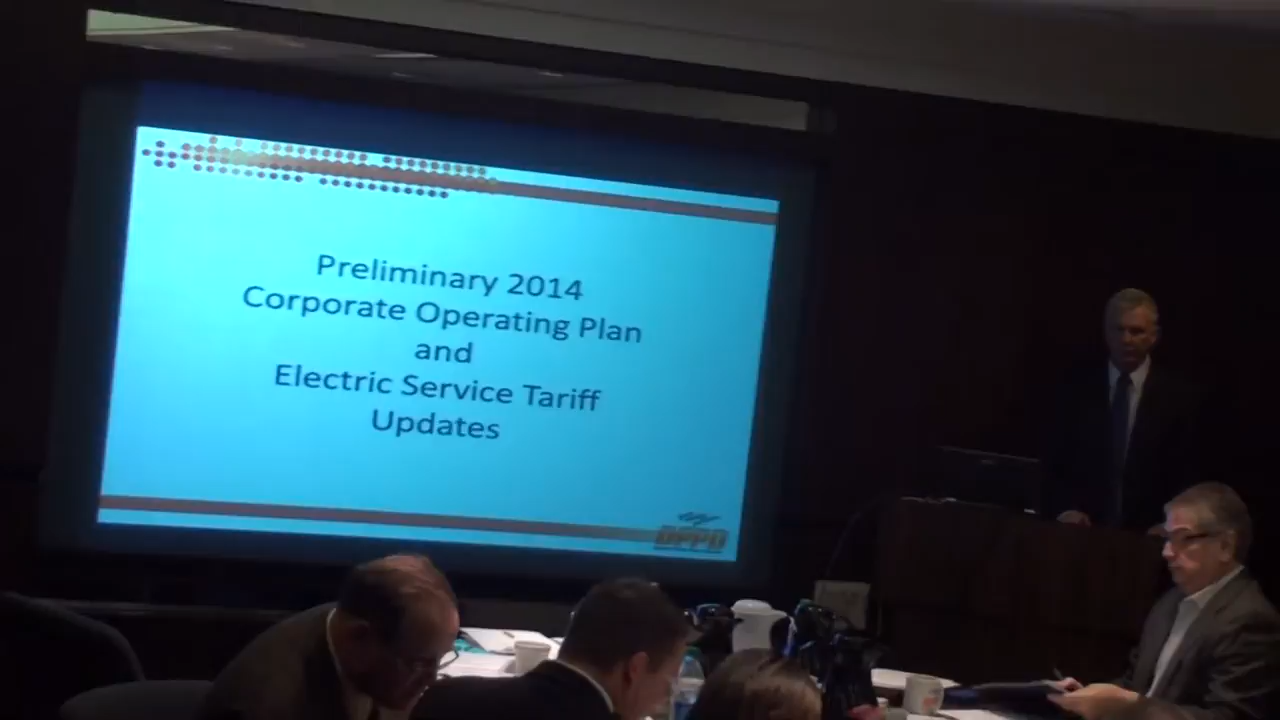 Preliminary 2014
Corporate Operating Plan
and
Electric Service Tariff
Updates
OPPD